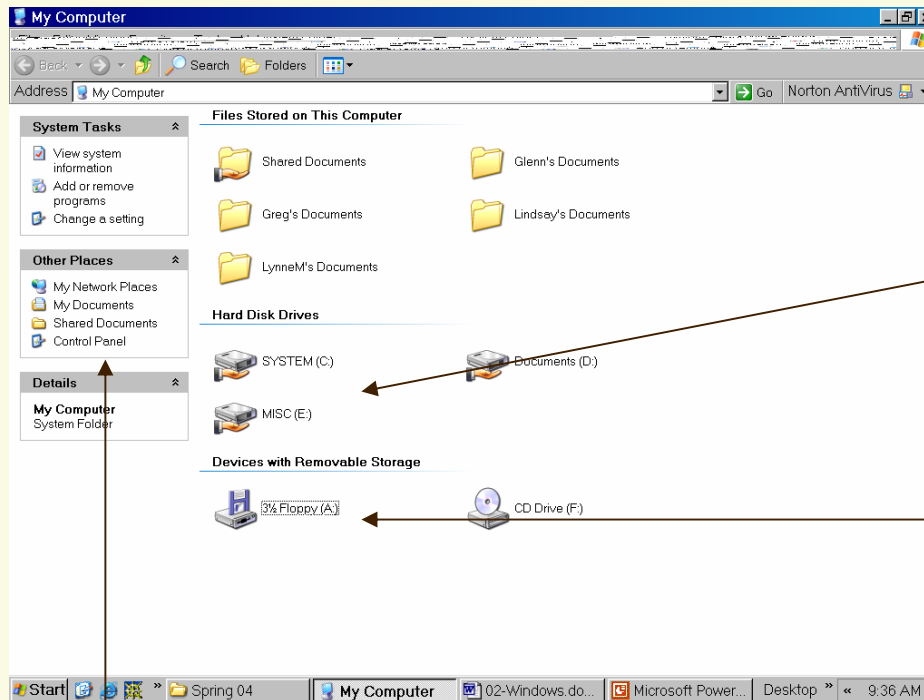 My Computer
Back
Search
Folders
Address
My Computer
Go
Norton AntiVirus
System Tasks
View system
information
Add or remove
programs
Change a setting
Other Places
My Network Places
My Documents
Shared Documents
Control Panel
Details
My Computer
System Folder
Files Stored on This Computer
Shared Documents
Glenn's Documents
Greg's Documents
Lindsay's Documents
LynneM's Documents
Hard Disk Drives
SYSTEM (C:)
Documents (D:)
MISC (E:)
Devices with Removable Storage
3½ Floppy (A:)
CD Drive (F:)
Start
»
Spring 04
My Computer
02-Windows.do...
Microsoft Power...
Desktop
»
«
9:36 AM